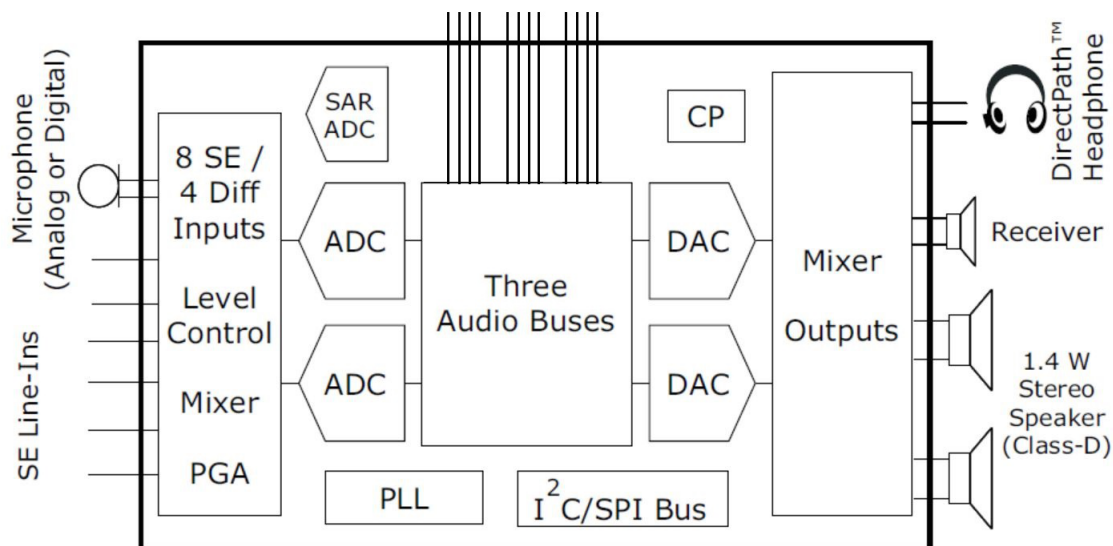 Microphone
(Analog or Digital)
SE Line-Ins
8 SE /
4 Diff
Inputs
Level
Control
Mixer
PGA
SAR
ADC
ADC
ADC
Three
Audio Buses
PLL
I²C/SPI Bus
CP
DAC
DAC
Mixer
Outputs
DirectPath™
Headphone
Receiver
1.4 W
Stereo
Speaker
(Class-D)